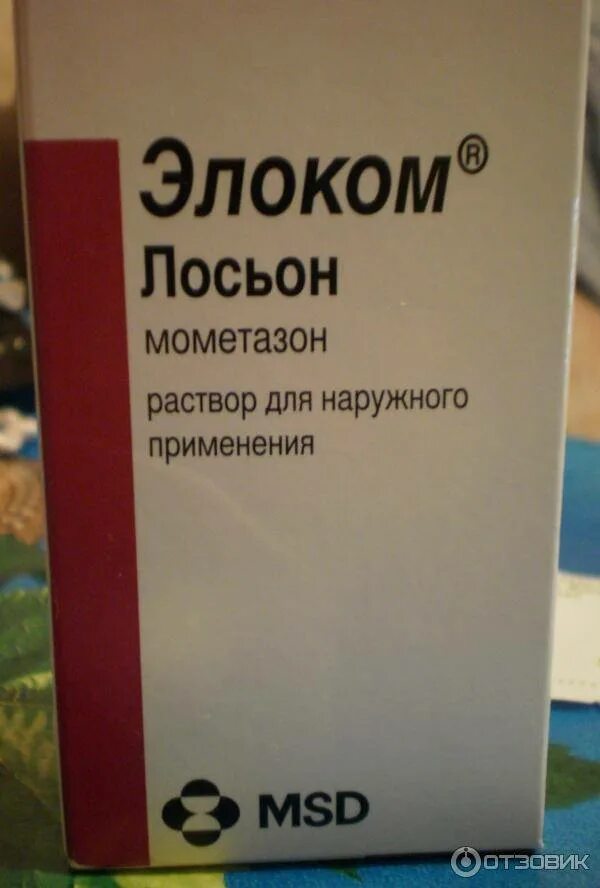 Элоком®
Лосьон
мометазон
раствор для наружного
применения
MSD
ОТЗОВИК